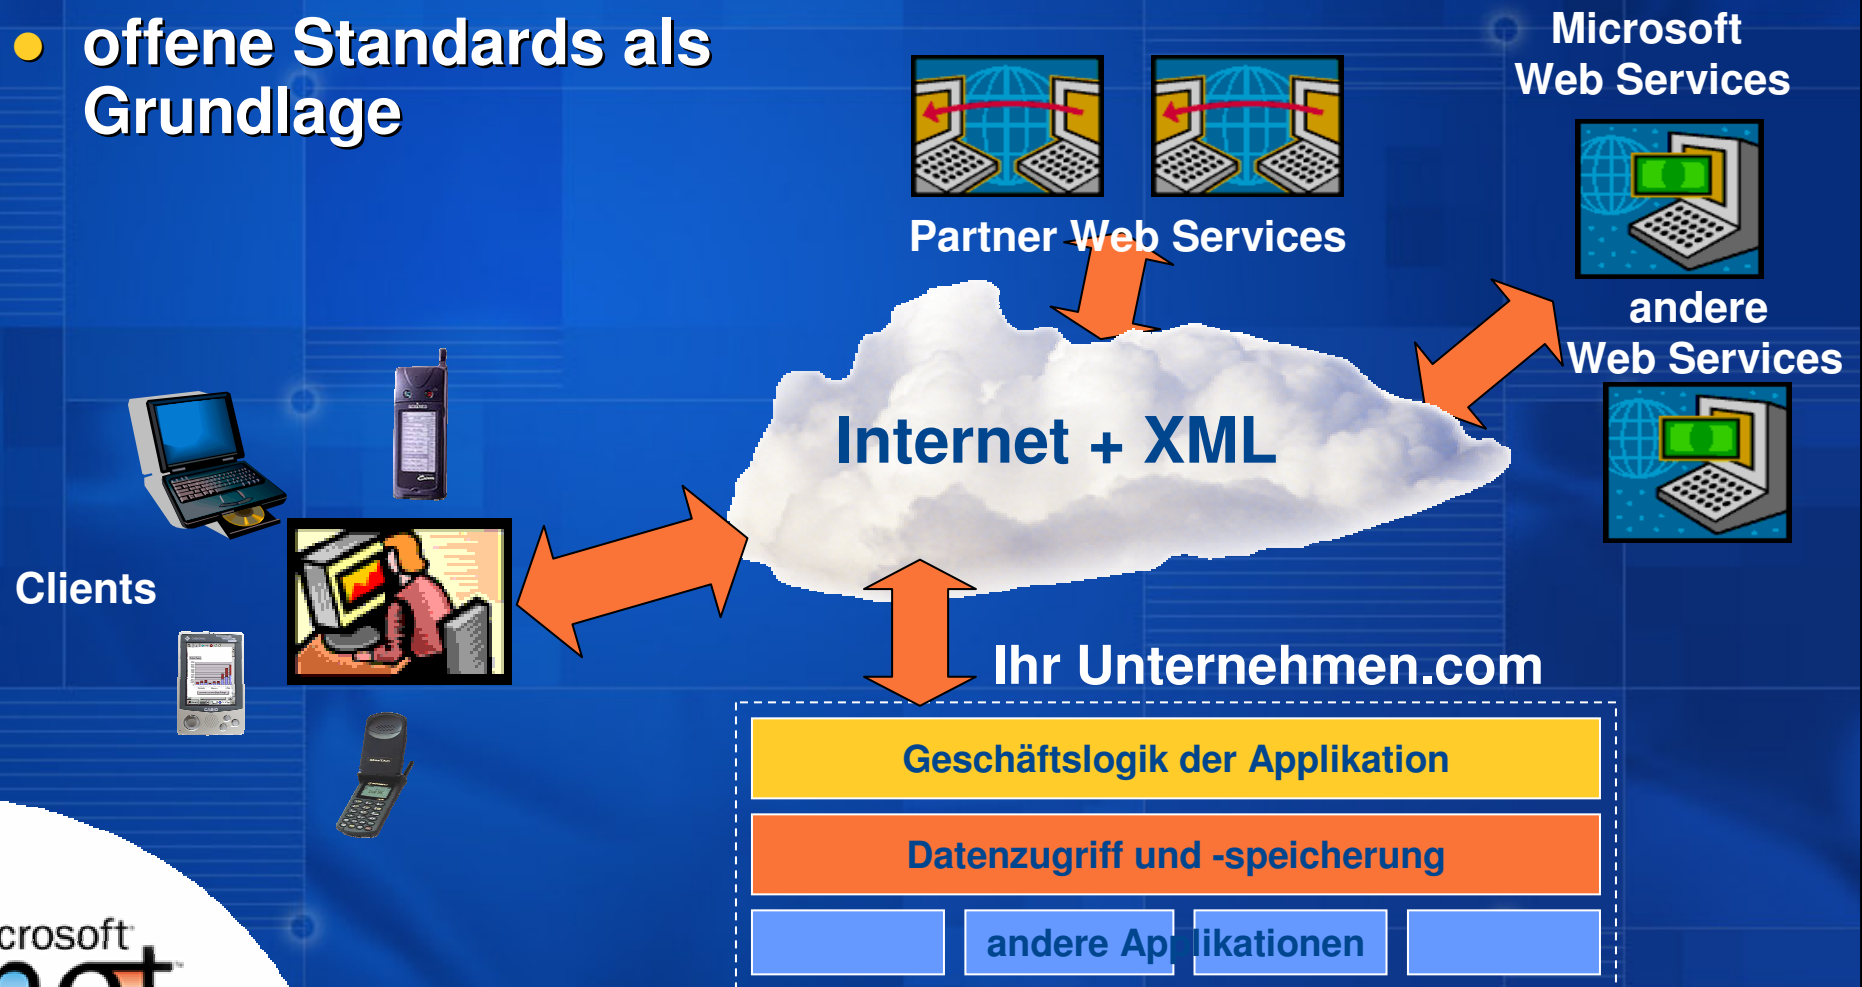 offene Standards als
Grundlage
Microsoft
Web Services
Partner Web Services
andere
Web Services
Internet + XML
Clients
Ihr Unternehmen.com
Geschäftslogik der Applikation
Datenzugriff und -speicherung
andere Applikationen
crosoft